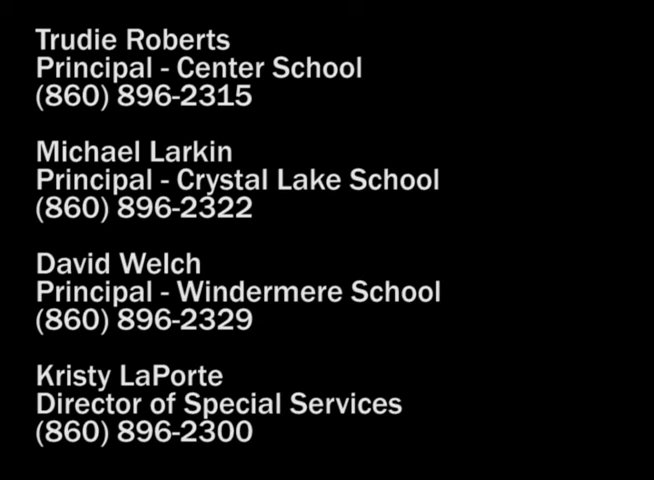 Trudie Roberts
Principal - Center School
(860) 896-2315
Michael Larkin
Principal - Crystal Lake School
(860) 896-2322
David Welch
Principal - Windermere School
(860) 896-2329
Kristy LaPorte
Director of Special Services
(860) 896-2300